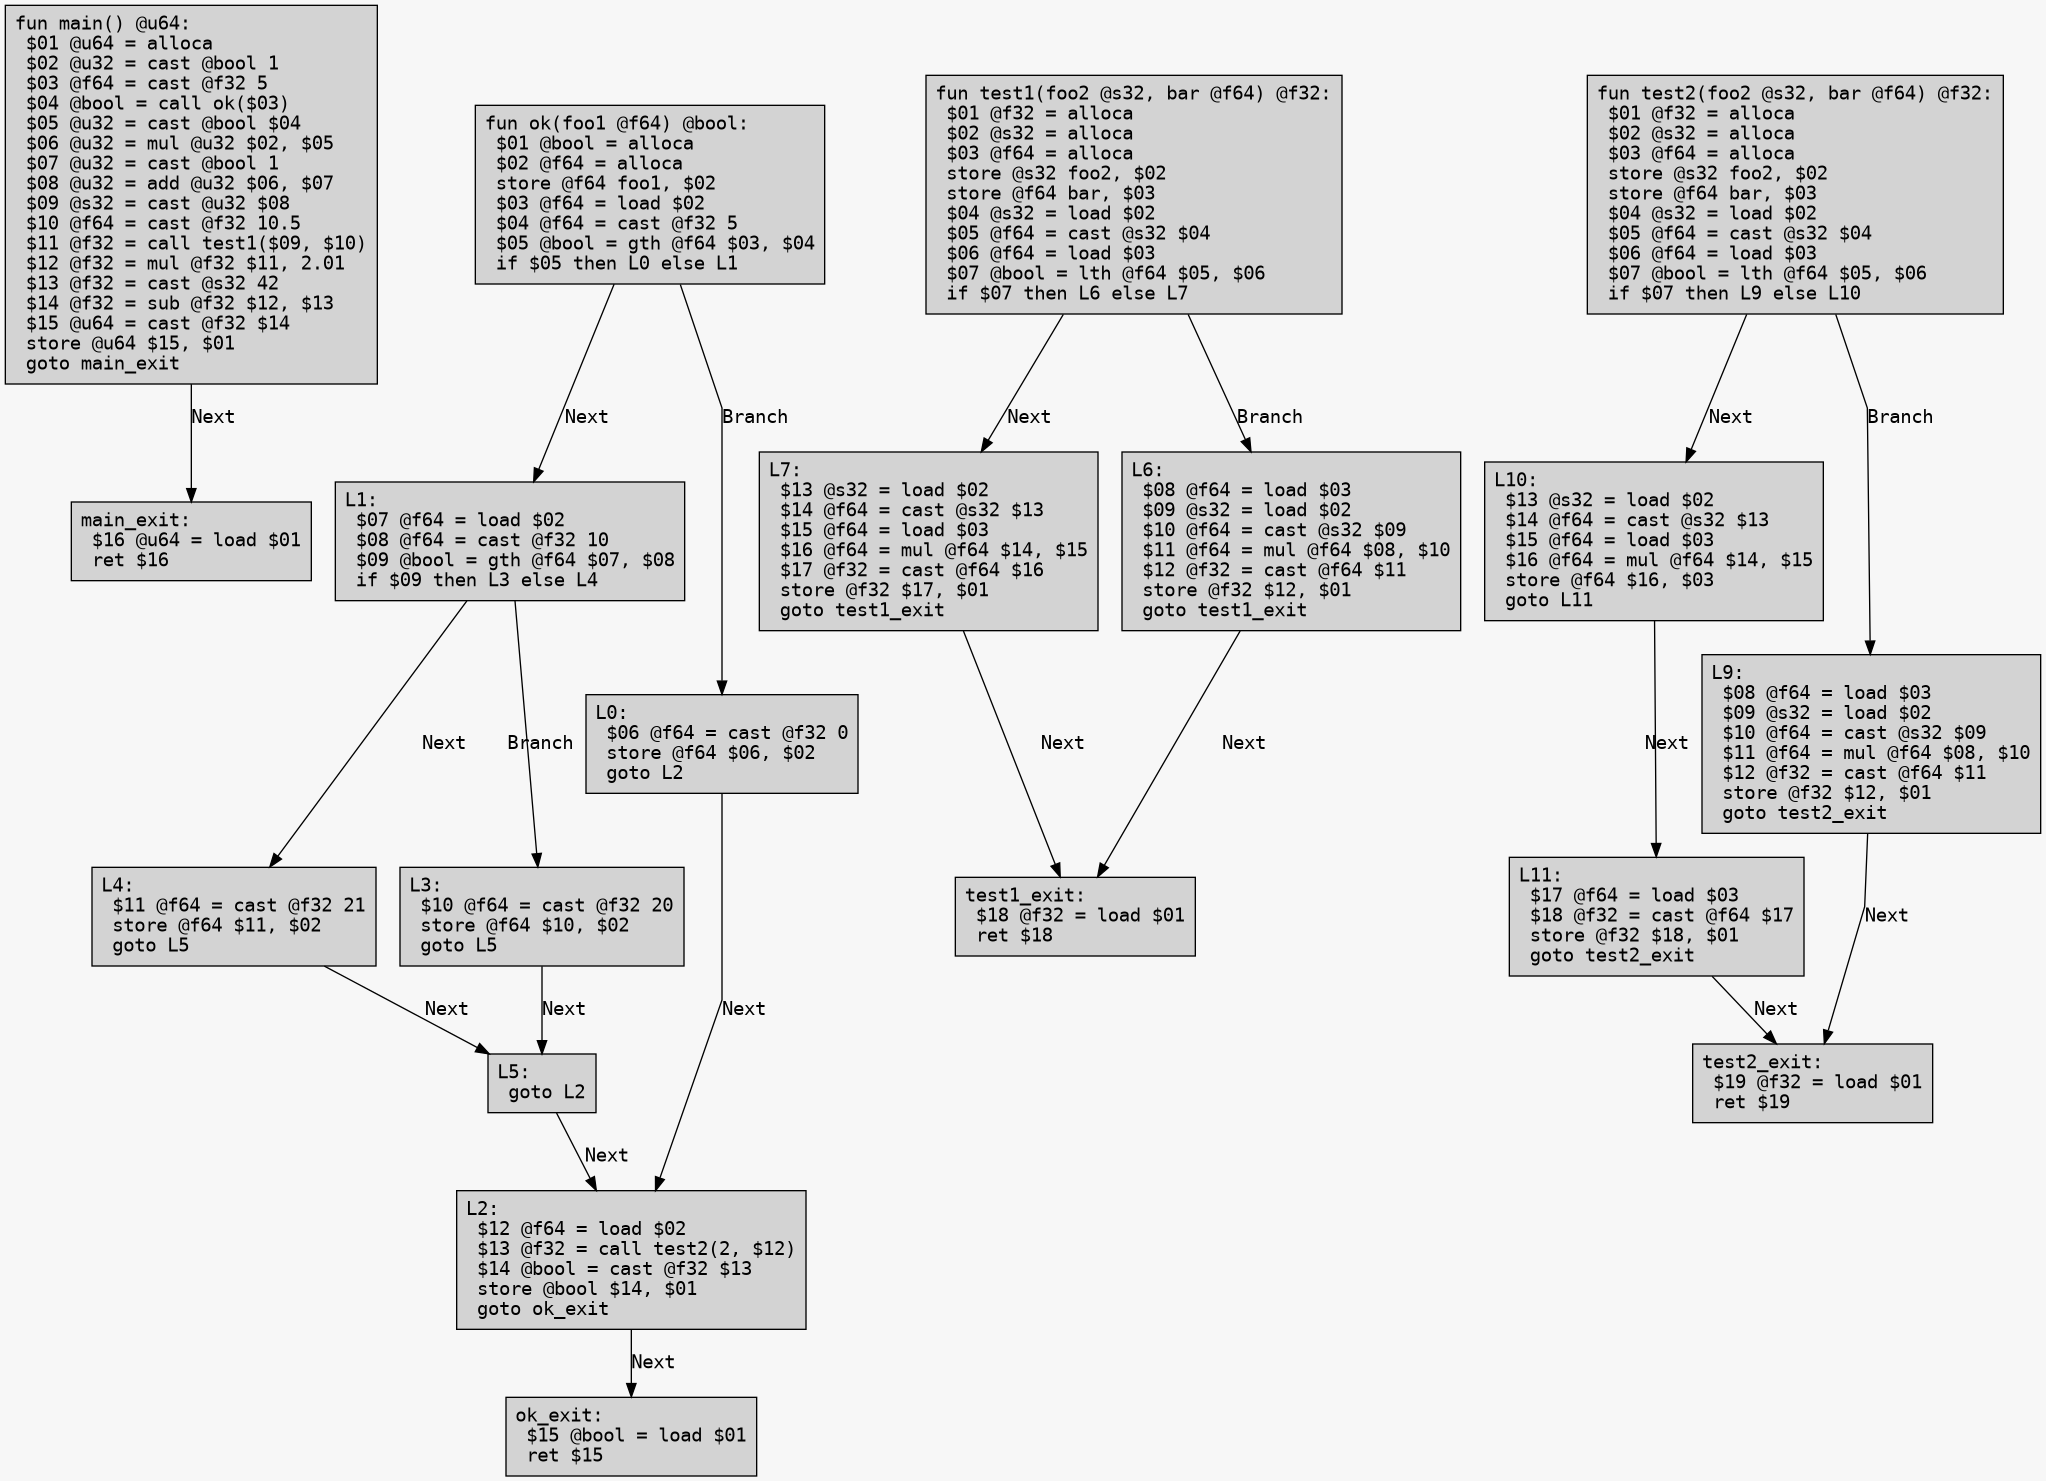 fun main() @u64:
$01 @u64 = alloca
$02 @u32 = cast @bool 1
$03 @f64 = cast @f32 5
$04 @bool = call ok($03)
$05 @u32 = cast @bool $04
$06 @u32 = mul @u32 $02, $05
$07 @u32 = cast @bool 1
$08 @u32 = add @u32 $06, $07
$09 @s32 = cast @u32 $08
$10 @f64 = cast @f32 10.5
$11 @f32 = call test1($09, $10)
$12 @f32 = mul @f32 $11, 2.01
$13 @f32 = cast @s32 42
$14 @f32 = sub @f32 $12, $13
$15 @u64 = cast @f32 $14
store @u64 $15, $01
goto main_exit
Next
main_exit:
$16 @u64 = load $01
ret $16
fun ok(foo1 @f64) @bool:
$01 @bool = alloca
$02 @f64 = alloca
store @f64 foo1, $02
$03 @f64 = load $02
$04 @f64 = cast @f32 5
$05 @bool = gth @f64 $03, $04
if $05 then L0 else L1
Next
Branch
L1:
$07 @f64 = load $02
$08 @f64 = cast @f32 10
$09 @bool = gth @f64 $07, $08
if $09 then L3 else L4
Next
Branch
L0:
$06 @f64 = cast @f32 0
store @f64 $06, $02
goto L2
L4:
$11 @f64 = cast @f32 21
store @f64 $11, $02
goto L5
L3:
$10 @f64 = cast @f32 20
store @f64 $10, $02
goto L5
Next
Next
Next
L5:
goto L2
Next
L2:
$12 @f64 = load $02
$13 @f32 = call test2(2, $12)
$14 @bool = cast @f32 $13
store @bool $14, $01
goto ok_exit
Next
ok_exit:
$15 @bool = load $01
ret $15
fun test1(foo2 @s32, bar @f64) @f32:
$01 @f32 = alloca
$02 @s32 = alloca
$03 @f64 = alloca
store @s32 foo2, $02
store @f64 bar, $03
$04 @s32 = load $02
$05 @f64 = cast @s32 $04
$06 @f64 = load $03
$07 @bool = lth @f64 $05, $06
if $07 then L6 else L7
Next
Branch
L7:
$13 @s32 = load $02
$14 @f64 = cast @s32 $13
$15 @f64 = load $03
$16 @f64 = mul @f64 $14, $15
$17 @f32 = cast @f64 $16
store @f32 $17, $01
goto test1_exit
L6:
$08 @f64 = load $03
$09 @s32 = load $02
$10 @f64 = cast @s32 $09
$11 @f64 = mul @f64 $08, $10
$12 @f32 = cast @f64 $11
store @f32 $12, $01
goto test1_exit
Next
Next
test1_exit:
$18 @f32 = load $01
ret $18
fun test2(foo2 @s32, bar @f64) @f32:
$01 @f32 = alloca
$02 @s32 = alloca
$03 @f64 = alloca
store @s32 foo2, $02
store @f64 bar, $03
$04 @s32 = load $02
$05 @f64 = cast @s32 $04
$06 @f64 = load $03
$07 @bool = lth @f64 $05, $06
if $07 then L9 else L10
Next
Branch
L10:
$13 @s32 = load $02
$14 @f64 = cast @s32 $13
$15 @f64 = load $03
$16 @f64 = mul @f64 $14, $15
store @f64 $16, $03
goto L11
Next
L9:
$08 @f64 = load $03
$09 @s32 = load $02
$10 @f64 = cast @s32 $09
$11 @f64 = mul @f64 $08, $10
$12 @f32 = cast @f64 $11
store @f32 $12, $01
goto test2_exit
L11:
$17 @f64 = load $03
$18 @f32 = cast @f64 $17
store @f32 $18, $01
goto test2_exit
Next
Next
test2_exit:
$19 @f32 = load $01
ret $19